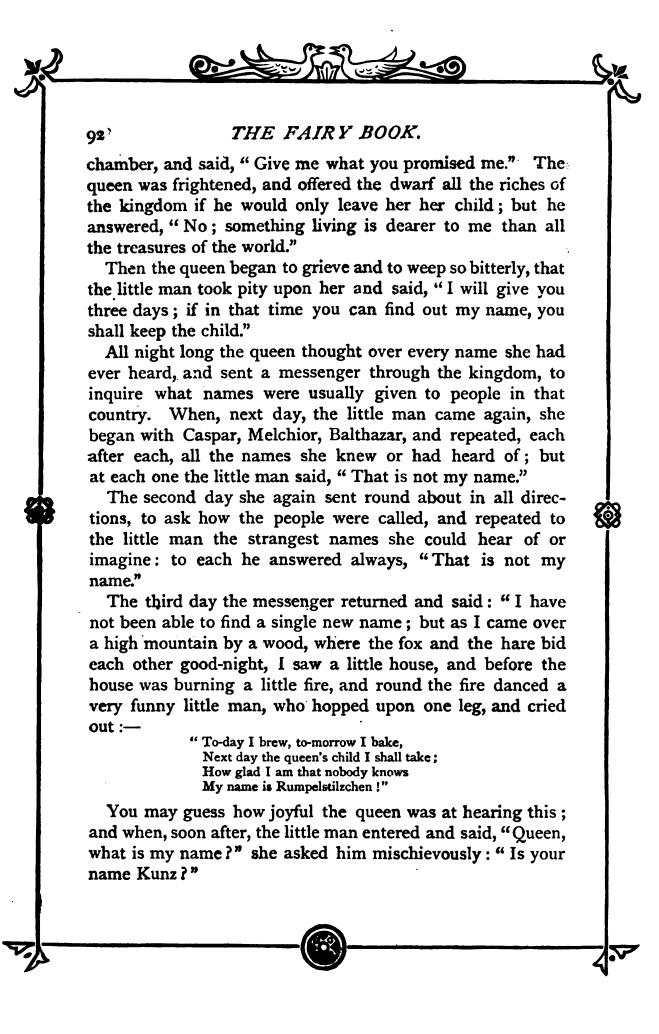 92 THE FAIRY BOOK.
chamber, and said, “ Give me what you promised me.” The
queen was frightened, and offered the dwarf all the riches of
the kingdom if he would only leave her her child ; but he
answered, “ No ; something living is dearer to me than all
the treasures of the world.”
Then the queen began to grieve and to weep so bitterly, that
the little man took pity upon her and said, “ I will give you
three days ; if in that time you can find out my name, you
shall keep the child.”
All night long the queen thought over every name she had
ever heard, and sent a messenger through the kingdom, to
inquire what names were usually given to people in that
country. When, next day, the little man came again, she
began with Caspar, Melchior, Balthazar, and repeated, each
after each, all the names she knew or had heard of ; but
at each one the little man said, “ That is not my name.”
The second day she again sent round about in all direc-
tions, to ask how the people were called, and repeated to
the little man the strangest names she could hear of or
imagine : to each he answered always, “ That is not my
name.”
The third day the messenger returned and said : “ I have
not been able to find a single new name ; but as I came over
a high mountain by a wood, where the fox and the hare bid
each other good-night, I saw a little house, and before the
house was burning a little fire, and round the fire danced a
very funny little man, who hopped upon one leg, and cried
out :—
“ To-day I brew, to-morrow I bake,
Next day the queen's child I shall take ;
How glad I am that nobody knows
My name is Rumpelstilzchen !”
You may guess how joyful the queen was at hearing this ;
and when, soon after, the little man entered and said, “Queen,
what is my name ?” she asked him mischievously : “ Is your
name Kunz ?”